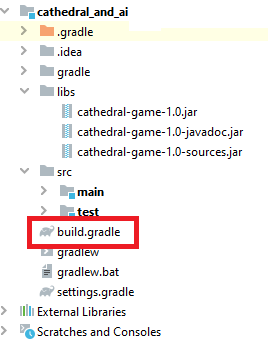 cathedral_and_ai
.gradle
.idea
gradle
libs
cathedral-game-1.0.jar
cathedral-game-1.0-javadoc.jar
cathedral-game-1.0-sources.jar
src
main
test
build.gradle
gradlew
gradlew.bat
settings.gradle
External Libraries
Scratches and Consoles